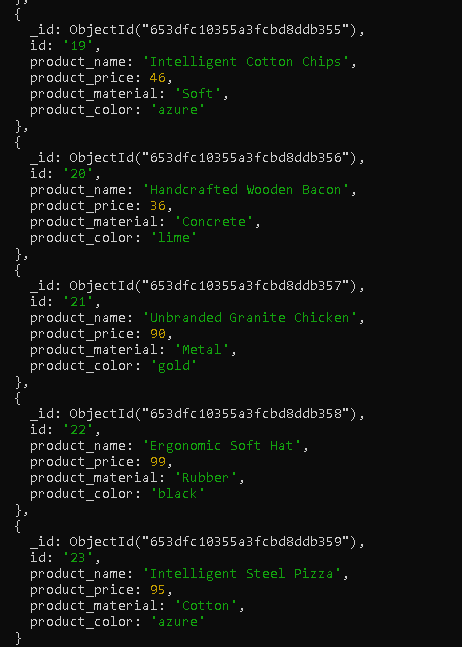 },
{
_id: ObjectId("653dfc10355a3fcbd8ddb355"),
id: '19',
product_name: 'Intelligent Cotton Chips',
product_price: 46,
product_material: 'Soft',
product_color: 'azure'
},
{
_id: ObjectId("653dfc10355a3fcbd8ddb356"),
id: '20',
product_name: 'Handcrafted Wooden Bacon',
product_price: 36,
product_material: 'Concrete',
product_color: 'lime'
},
{
_id: ObjectId("653dfc10355a3fcbd8ddb357"),
id: '21',
product_name: 'Unbranded Granite Chicken',
product_price: 90,
product_material: 'Metal',
product_color: 'gold'
},
{
_id: ObjectId("653dfc10355a3fcbd8ddb358"),
id: '22',
product_name: 'Ergonomic Soft Hat',
product_price: 99,
product_material: 'Rubber',
product_color: 'black'
},
{
_id: ObjectId("653dfc10355a3fcbd8ddb359"),
id: '23',
product_name: 'Intelligent Steel Pizza',
product_price: 95,
product_material: 'Cotton',
product_color: 'azure'
}